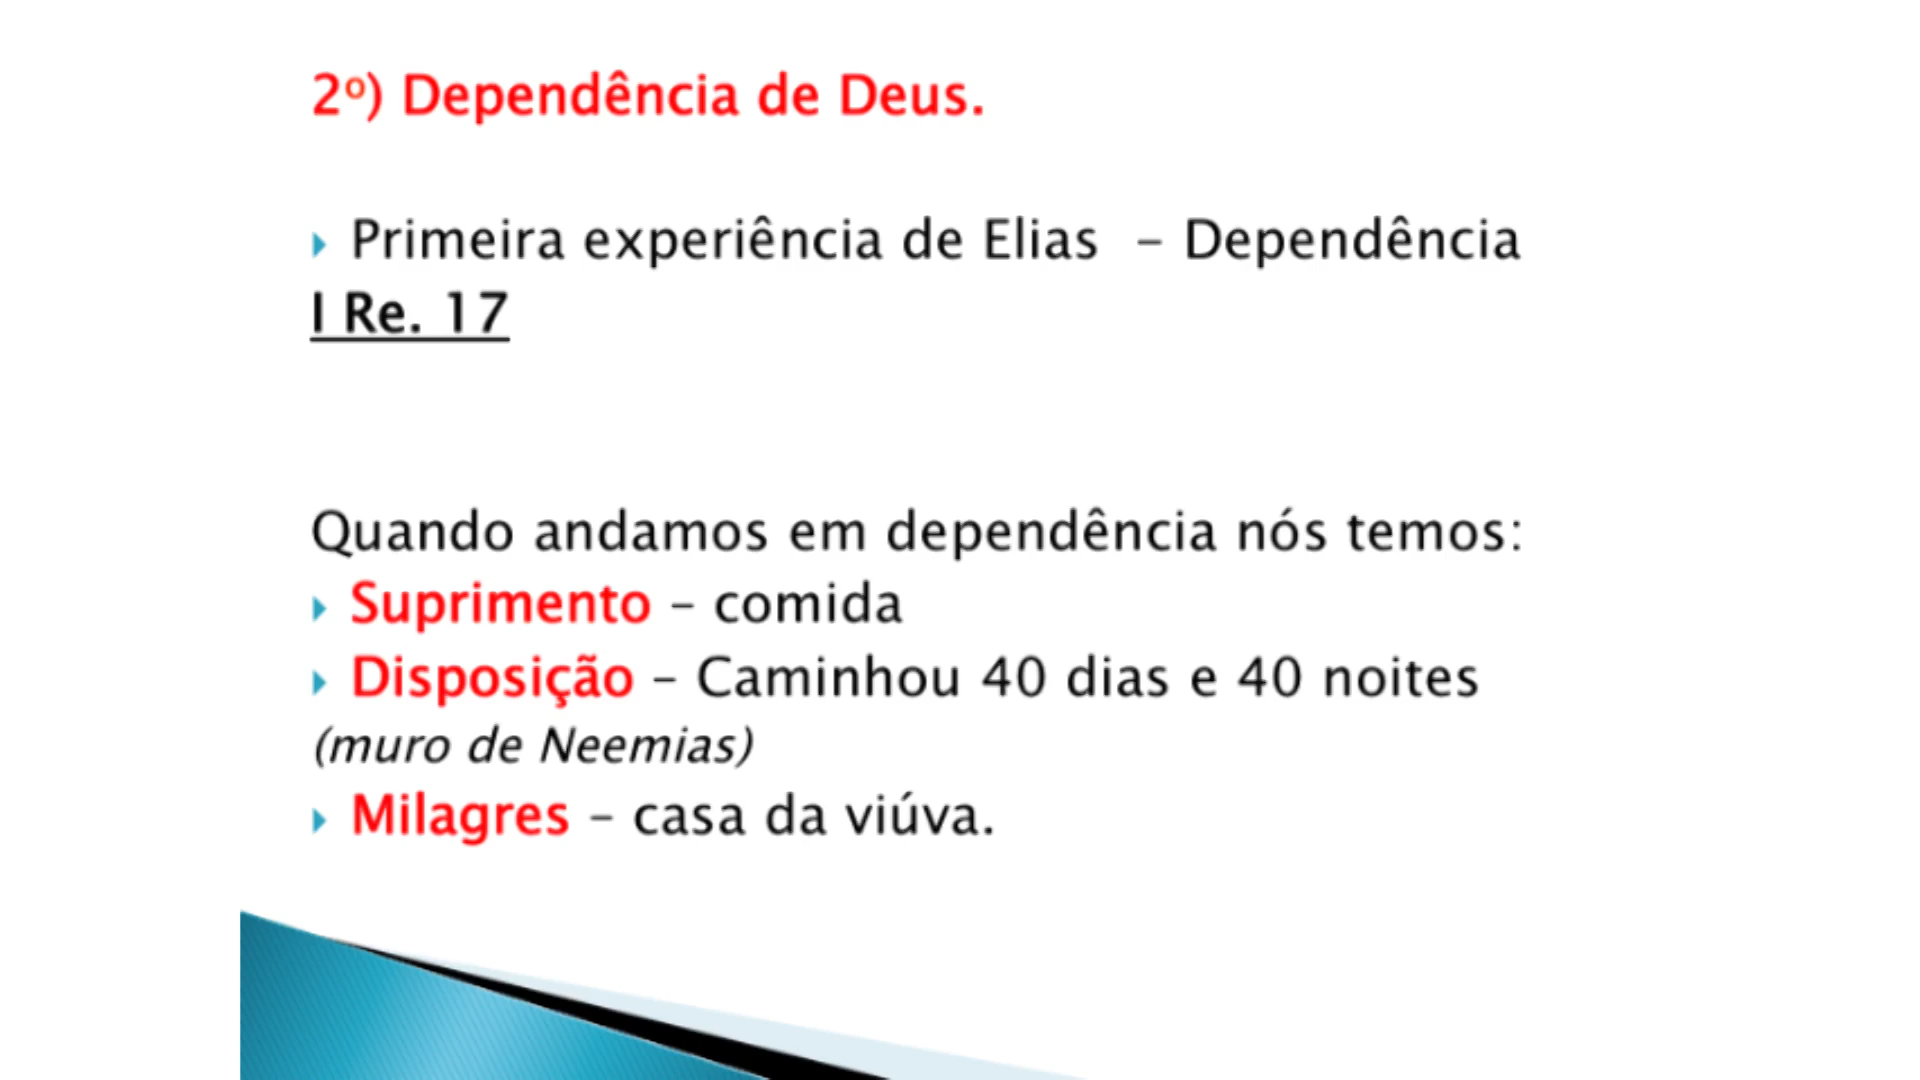 2º) Dependência de Deus.
Primeira experiência de Elias – Dependência
I Re. 17
Quando andamos em dependência nós temos:
Suprimento – comida
Disposição – Caminhou 40 dias e 40 noites
(muro de Neemias)
Milagres – casa da viúva.